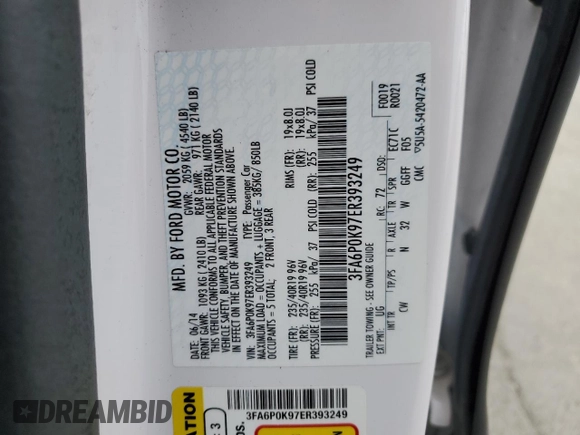 MFD. BY FORD MOTOR CO.
DATE: 06/14 GVWR: 2059 KG ( 4540 LB)
FRONT GAWR: 1093 KG ( 2410 LB) REAR GAWR: 971 KG ( 2140 LB)
THIS VEHICLE CONFORMS TO ALL APPLICABLE FEDERAL MOTOR
VEHICLE SAFETY, BUMPER, AND THEFT PREVENTION STANDARDS
IN EFFECT ON THE DATE OF MANUFACTURE SHOWN ABOVE.
VIN: 3FA6P0K97ER393249 TYPE: Passenger Car
MAXIMUM LOAD = OCCUPANTS + LUGGAGE = 385KG/ 850LB
OCCUPANTS = 5 TOTAL: 2 FRONT, 3 REAR
TIRE (FR): 235/40R19 96V RIMS (FR): 19x8.0J
(RR): 235/40R19 96V (RR): 19x8.0J
PRESSURE (FR): 255 kPa/ 37 PSI COLD (RR): 255 kPa/ 37 PSI COLD
3FA6P0K97ER393249
F0019
R0021
TRAILER TOWING - SEE OWNER GUIDE
EXT PNT: UG RC: 72 DSO:
INT TR TP/PS R AXLE TR SPR EC71C
CW N 32 W GGFF FD5
CMC 5U5A-5420472-AA
3FA6P0K97ER393249
DREAMBID